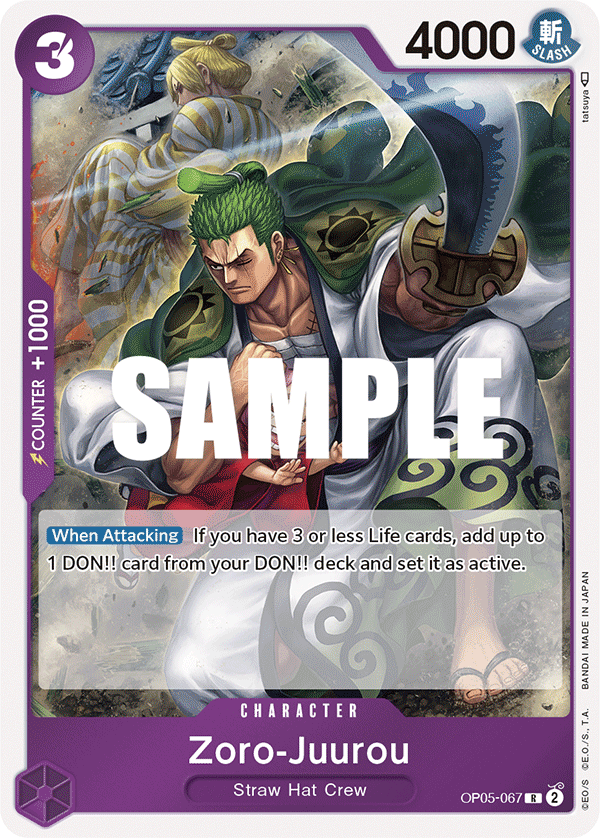 3
4000
斬
SLASH
tatsuya
COUNTER +1000
SAMPLE
When Attacking If you have 3 or less Life cards, add up to
1 DON!! card from your DON!! deck and set it as active.
CHARACTER
Zoro-Juurou
Straw Hat Crew
OP05-067 R 2
©EO/S ©E.O./S., T.A. BANDAI MADE IN JAPAN